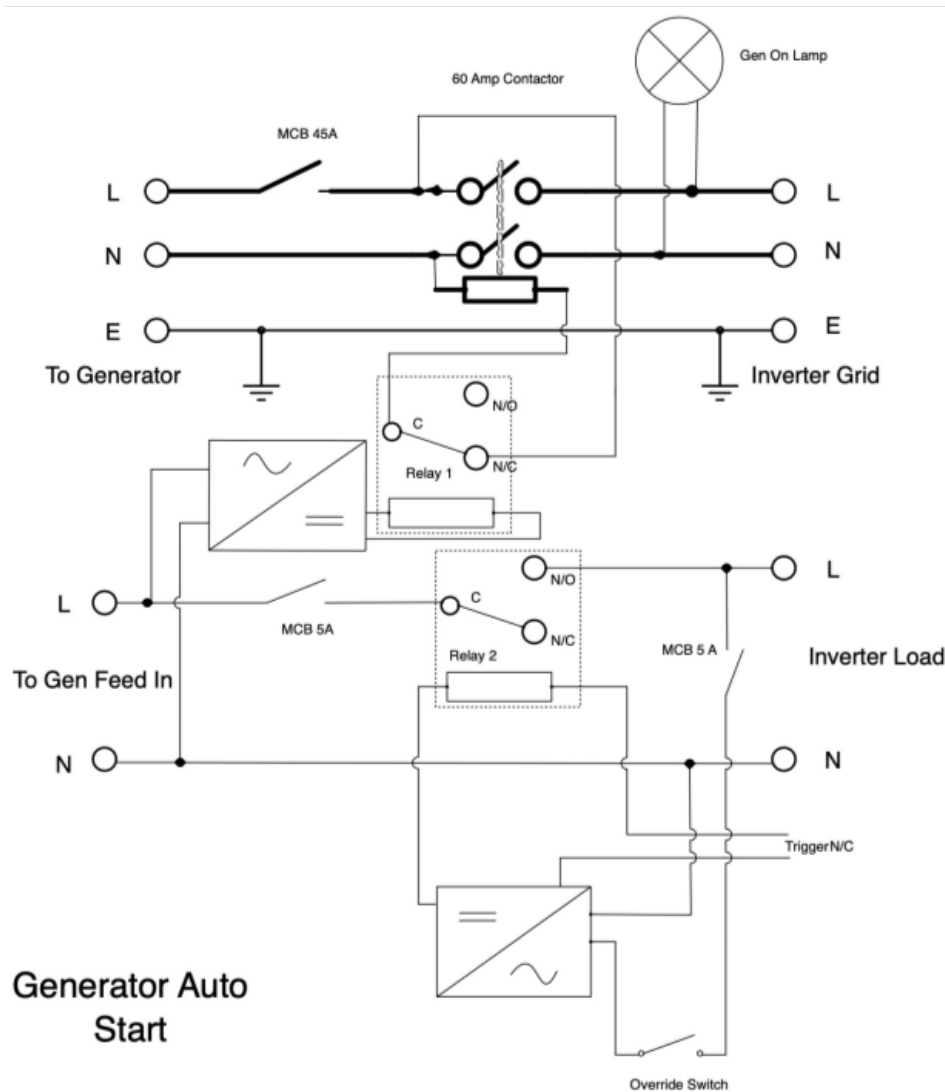 Gen On Lamp
60 Amp Contactor
MCB 45A
L
L
N
N
E
E
To Generator
Inverter Grid
N/O
C
N/C
Relay 1
N/O
L
C
L
MCB 5A
N/C
MCB 5 A
Relay 2
Inverter Load
To Gen Feed In
N
N
TriggerN/C
Generator Auto
Start
Override Switch